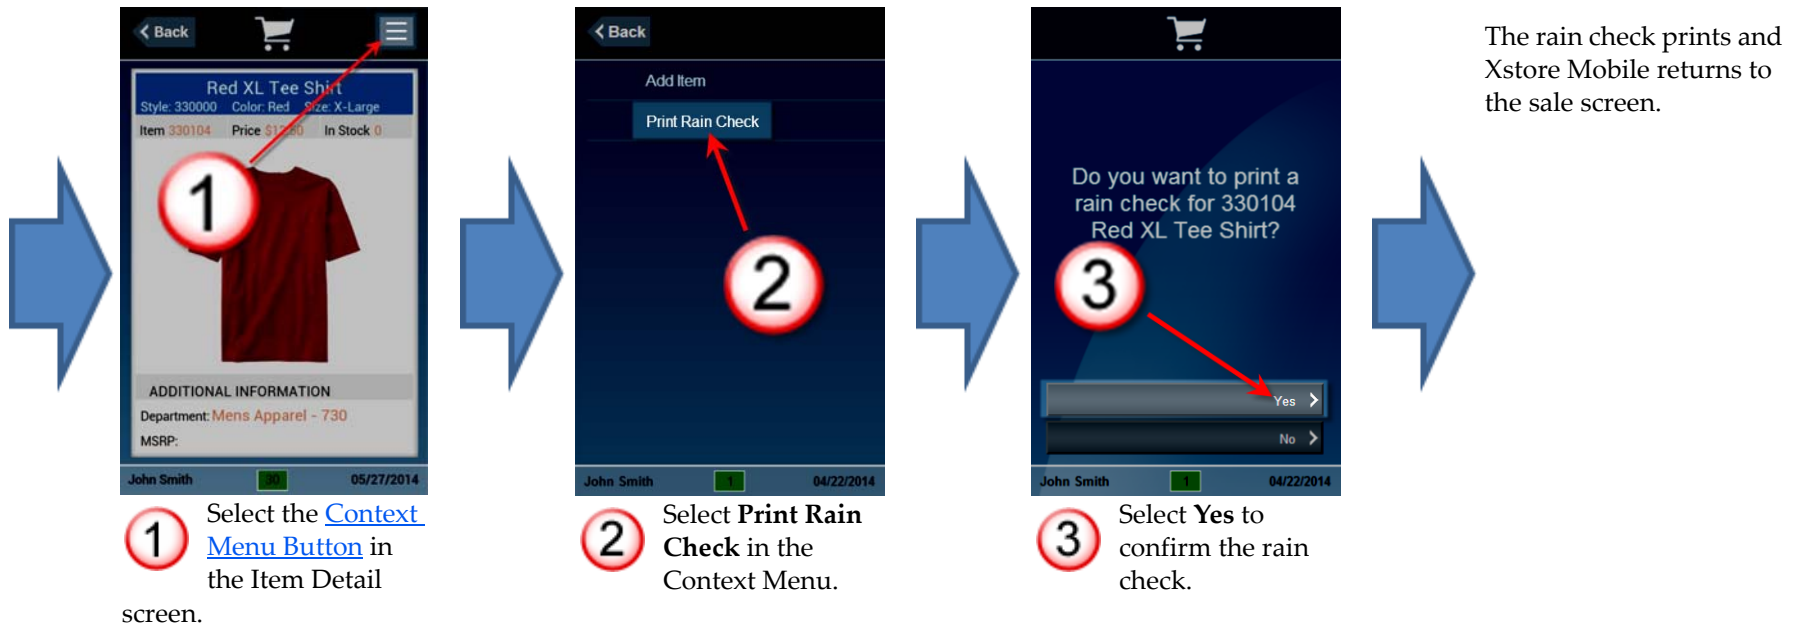 Back
Red XL Tee Shirt
Style: 330000 Color: Red Size: X-Large
Item 330104 Price $12.50 In Stock 0
1
ADDITIONAL INFORMATION
Department: Mens Apparel - 730
MSRP:
John Smith 30 05/27/2014
1 Select the Context
Menu Button in
the Item Detail
screen.
Back
Add Item
Print Rain Check
2
John Smith 1 04/22/2014
2 Select Print Rain
Check in the
Context Menu.
Do you want to print a
rain check for 330104
Red XL Tee Shirt?
3
Yes
No
John Smith 1 04/22/2014
3 Select Yes to
confirm the rain
check.
The rain check prints and
Xstore Mobile returns to
the sale screen.